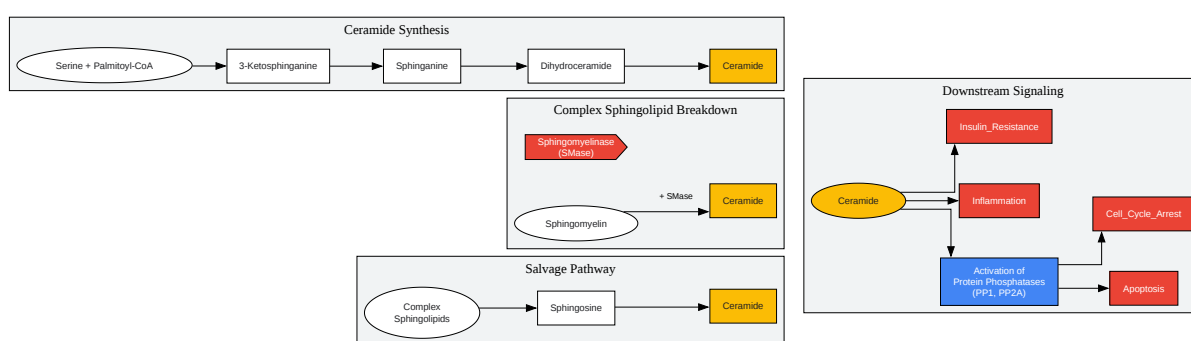 Ceramide Synthesis
Serine + Palmitoyl-CoA
3-Ketosphinganine
Sphinganine
Dihydroceramide
Ceramide
Complex Sphingolipid Breakdown
Sphingomyelinase
(SMase)
Sphingomyelin
+ SMase
Ceramide
Salvage Pathway
Complex
Sphingolipids
Sphingosine
Ceramide
Downstream Signaling
Insulin_Resistance
Ceramide
Inflammation
Cell_Cycle_Arrest
Activation of
Protein Phosphatases
(PP1, PP2A)
Apoptosis